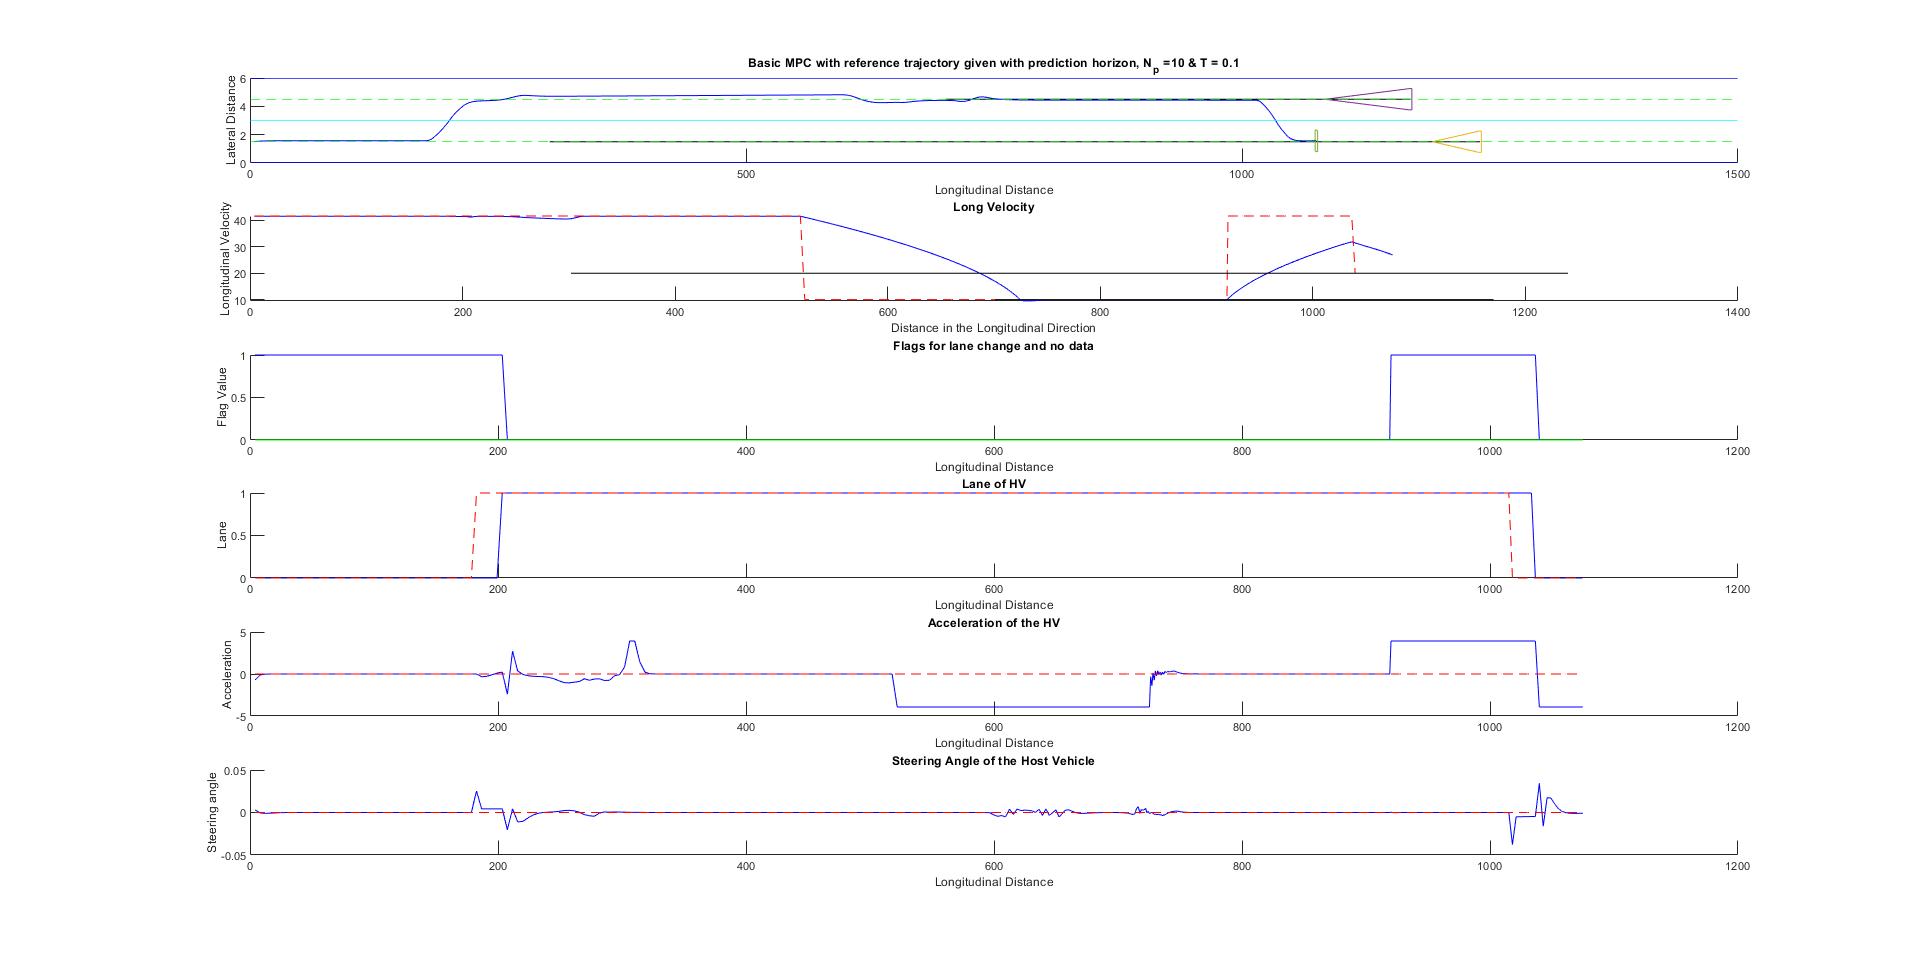 Basic MPC with reference trajectory given with prediction horizon, Np =10 & T = 0.1
6
4
2
0
Lateral Distance
0 500 1000 1500
Longitudinal Distance
Long Velocity
40
30
20
10
Longitudinal Velocity
0 200 400 600 800 1000 1200 1400
Distance in the Longitudinal Direction
Flags for lane change and no data
1
0.5
0
Flag Value
0 200 400 600 800 1000 1200
Longitudinal Distance
Lane of HV
1
0.5
0
Lane
0 200 400 600 800 1000 1200
Longitudinal Distance
Acceleration of the HV
5
0
-5
Acceleration
0 200 400 600 800 1000 1200
Longitudinal Distance
Steering Angle of the Host Vehicle
0.05
0
-0.05
Steering angle
0 200 400 600 800 1000 1200
Longitudinal Distance